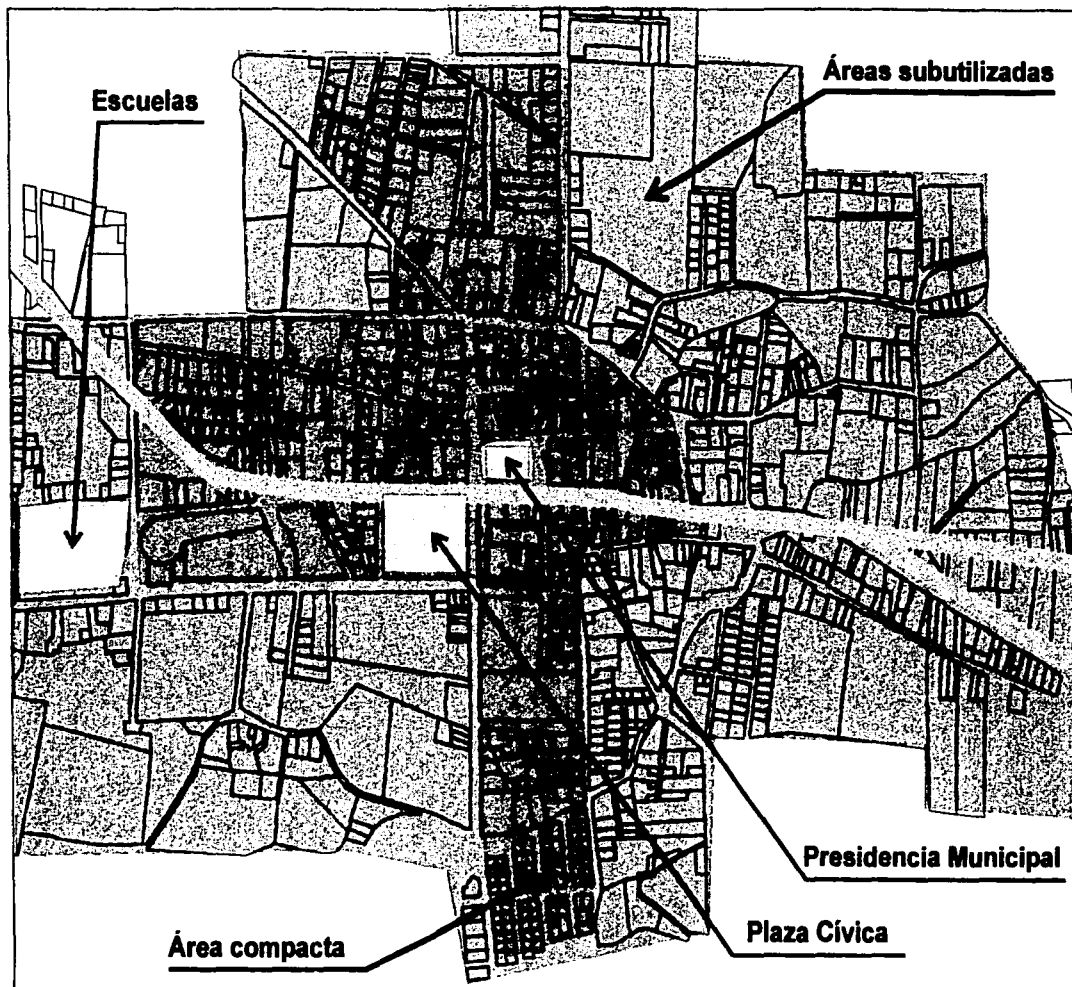 Áreas subutilizadas
Escuelas
Presidencia Municipal
Plaza Cívica
Área compacta